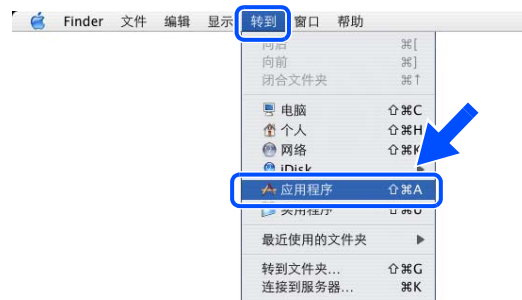 Finder 文件 编辑 显示 转到 窗口 帮助
向后 ⌘[
向前 ⌘]
闭合文件夹 ⌘↑
电脑 ⇧⌘C
个人 ⇧⌘H
网络 ⇧⌘K
iDisk
应用程序 ⇧⌘A
实用程序 ⇧⌘U
最近使用的文件夹 ▶
转到文件夹... ⇧⌘G
连接到服务器... ⌘K